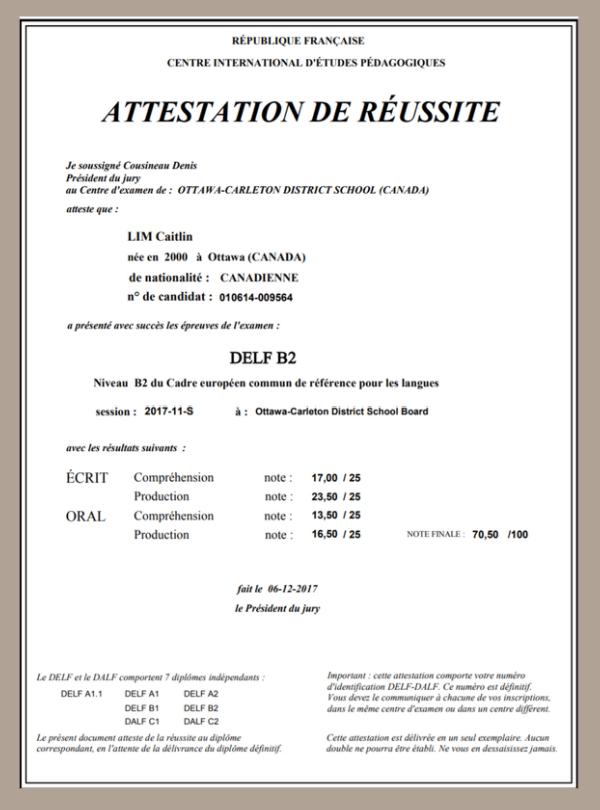 RÉPUBLIQUE FRANÇAISE
CENTRE INTERNATIONAL D'ÉTUDES PÉDAGOGIQUES
ATTESTATION DE RÉUSSITE
Je soussigné Cousineau Denis
Président du jury
au Centre d'examen de : OTTAWA-CARLETON DISTRICT SCHOOL (CANADA)
atteste que :
LIM Caitlin
née en 2000 à Ottawa (CANADA)
de nationalité : CANADIENNE
n° de candidat : 010614-009564
a présenté avec succès les épreuves de l'examen :
DELF B2
Niveau B2 du Cadre européen commun de référence pour les langues
session : 2017-11-S à : Ottawa-Carleton District School Board
avec les résultats suivants :
ÉCRIT Compréhension note : 17,00 / 25
Production note : 23,50 / 25
ORAL Compréhension note : 13,50 / 25
Production note : 16,50 / 25 NOTE FINALE : 70,50 /100
fait le 06-12-2017
le Président du jury
Le DELF et le DALF comportent 7 diplômes indépendants :
DELF A1.1 DELF A1 DELF A2
DELF B1 DELF B2
DALF C1 DALF C2
Le présent document atteste de la réussite au diplôme
correspondant, en l'attente de la délivrance du diplôme définitif.
Important : cette attestation comporte votre numéro
d'identification DELF-DALF. Ce numéro est définitif.
Vous devez le communiquer à chacune de vos inscriptions,
dans le même centre d'examen ou dans un centre différent.
Cette attestation est délivrée en un seul exemplaire. Aucun
double ne pourra être établi. Ne vous en dessaisissez jamais.